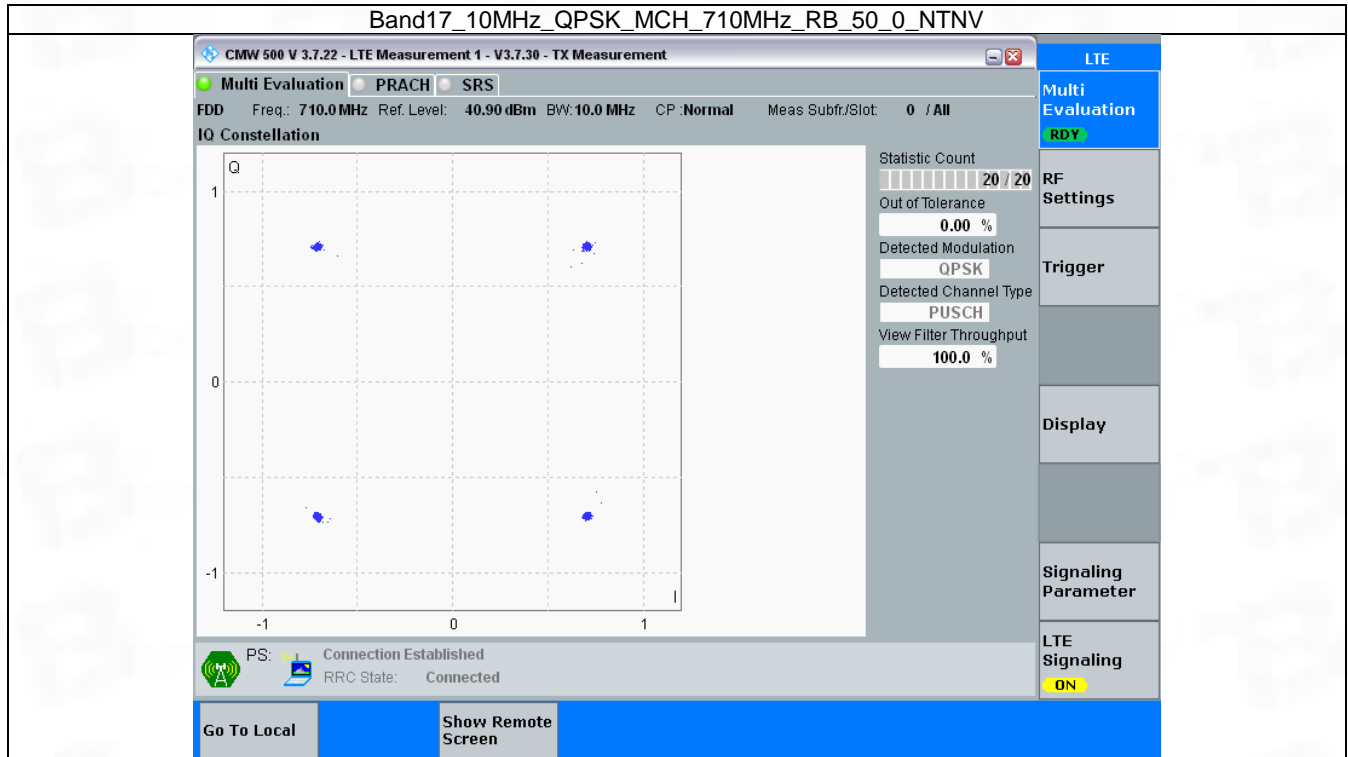 Band17_10MHz_QPSK_MCH_710MHz_RB_50_0_NTNV
CMW 500 V 3.7.22 - LTE Measurement 1 - V3.7.30 - TX Measurement
Multi Evaluation PRACH SRS
FDD Freq.: 710.0 MHz Ref. Level: 40.90 dBm BW: 10.0 MHz CP :Normal Meas Subfr./Slot: 0 / All
IQ Constellation
Q
1
0
-1
I
-1 0 1
Statistic Count
20 / 20
Out of Tolerance
0.00 %
Detected Modulation
QPSK
Detected Channel Type
PUSCH
View Filter Throughput
100.0 %
PS: Connection Established
RRC State: Connected
LTE
Multi
Evaluation
RDY
RF
Settings
Trigger
Display
Signaling
Parameter
LTE
Signaling
ON
Go To Local
Show Remote
Screen